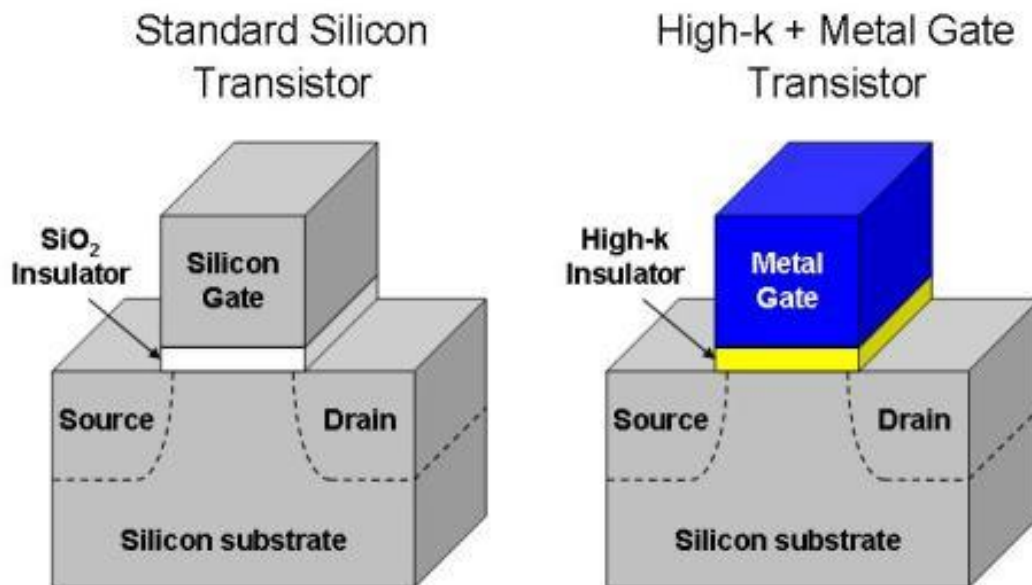 Standard Silicon
Transistor
SiO₂
Insulator
Silicon
Gate
Source
Drain
Silicon substrate
High-k + Metal Gate
Transistor
High-k
Insulator
Metal
Gate
Source
Drain
Silicon substrate